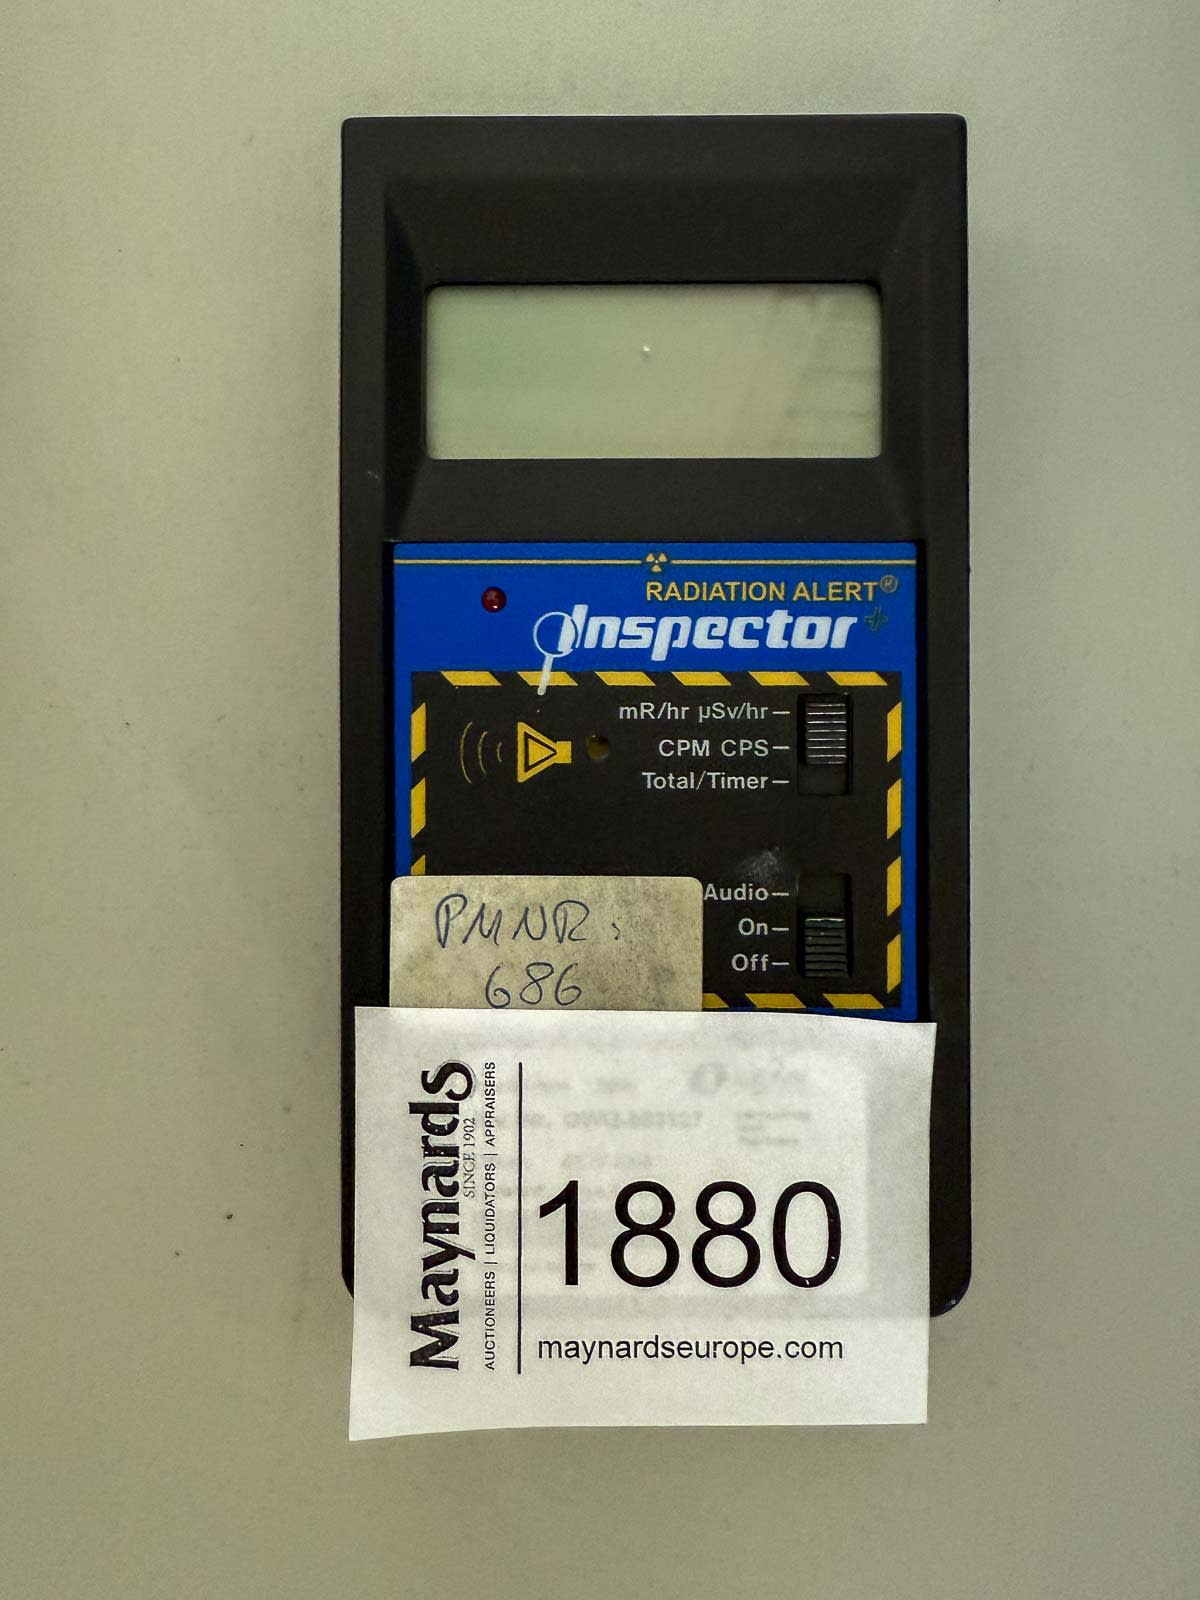 RADIATION ALERT®
Inspector+
mR/hr µSv/hr–
CPM CPS–
Total/Timer–
Audio–
On–
Off–
PMNR:
686
Maynards
SINCE 1902
AUCTIONEERS | LIQUIDATORS | APPRAISERS
1880
maynardseurope.com